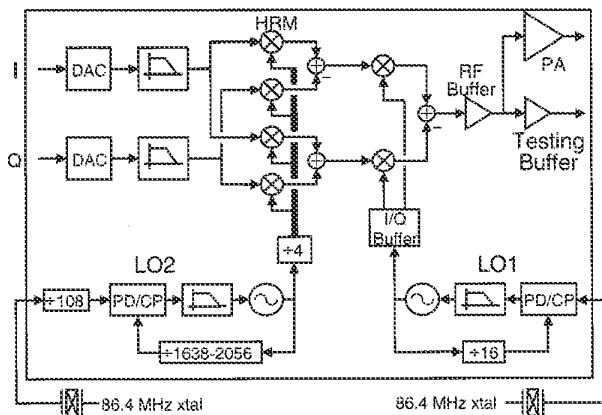 HRM
I
DAC
PA
RF
Buffer
Q
DAC
Testing
Buffer
I/Q
Buffer
÷4
LO2
LO1
÷108
PD/CP
PD/CP
÷1638-2056
÷16
86.4 MHz xtal
86.4 MHz xtal